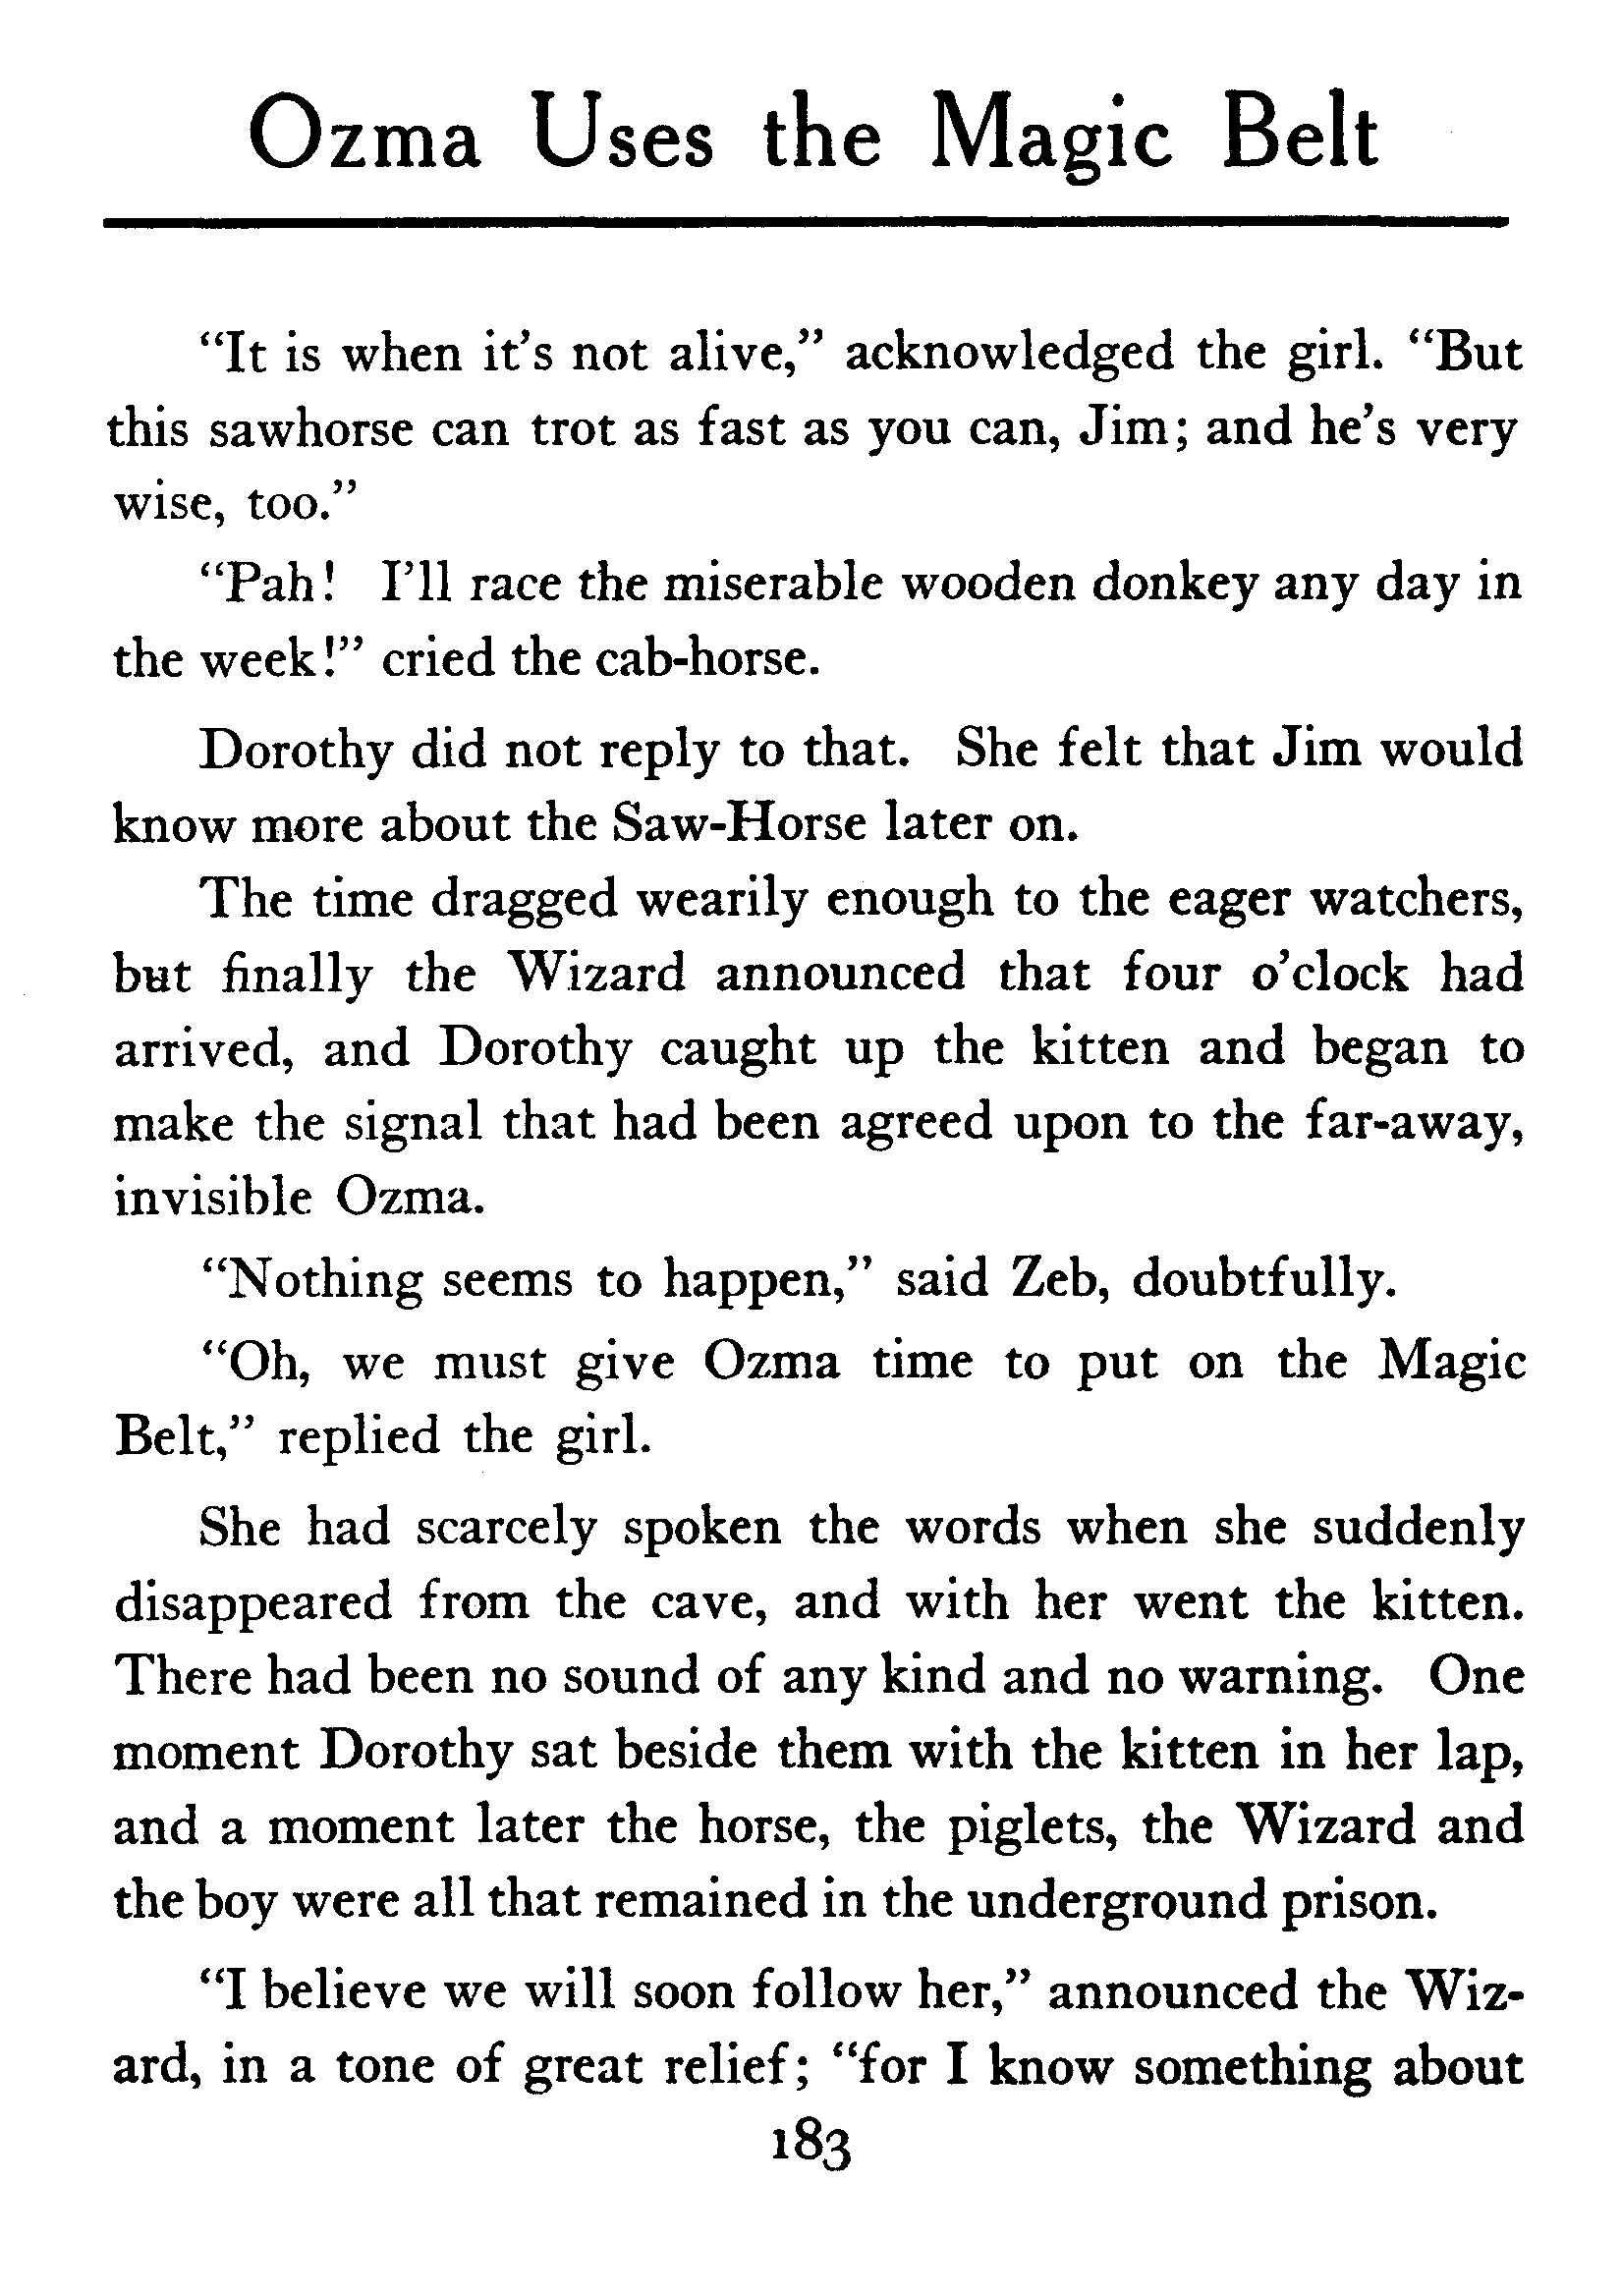 Ozma Uses the Magic Belt
“It is when it’s not alive,” acknowledged the girl. “But
this sawhorse can trot as fast as you can, Jim; and he’s very
wise, too.”
“Pah! I’ll race the miserable wooden donkey any day in
the week!” cried the cab-horse.
Dorothy did not reply to that. She felt that Jim would
know more about the Saw-Horse later on.
The time dragged wearily enough to the eager watchers,
but finally the Wizard announced that four o’clock had
arrived, and Dorothy caught up the kitten and began to
make the signal that had been agreed upon to the far-away,
invisible Ozma.
“Nothing seems to happen,” said Zeb, doubtfully.
“Oh, we must give Ozma time to put on the Magic
Belt,” replied the girl.
She had scarcely spoken the words when she suddenly
disappeared from the cave, and with her went the kitten.
There had been no sound of any kind and no warning. One
moment Dorothy sat beside them with the kitten in her lap,
and a moment later the horse, the piglets, the Wizard and
the boy were all that remained in the underground prison.
“I believe we will soon follow her,” announced the Wiz-
ard, in a tone of great relief; “for I know something about
183